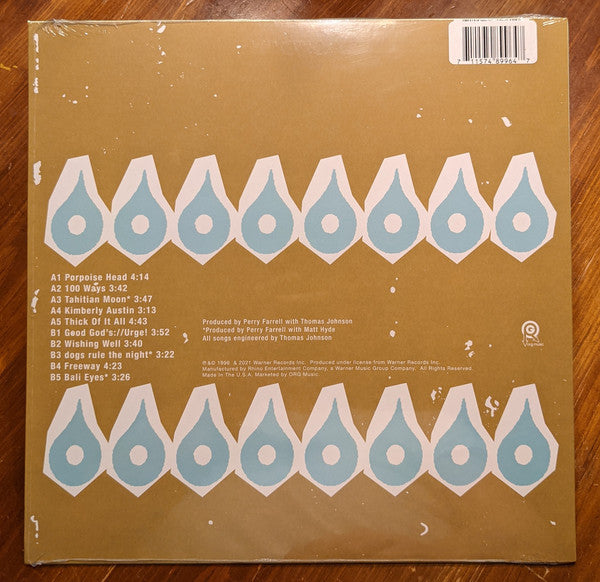 7 11574 89964 7
A1 Porpoise Head 4:14
A2 100 Ways 3:42
A3 Tahitian Moon* 3:47
A4 Kimberly Austin 3:13
A5 Thick Of It All 4:43
B1 Good God's://Urge! 3:52
B2 Wishing Well 3:40
B3 dogs rule the night* 3:22
B4 Freeway 4:23
B5 Bali Eyes* 3:26
Produced by Perry Farrell with Thomas Johnson
*Produced by Perry Farrell with Matt Hyde
All songs engineered by Thomas Johnson
℗ & © 1996 & 2021 Warner Records Inc. Produced under license from Warner Records Inc.
Manufactured by Rhino Entertainment Company, a Warner Music Group Company. All Rights Reserved.
Made In The U.S.A. Marketed by ORG Music.